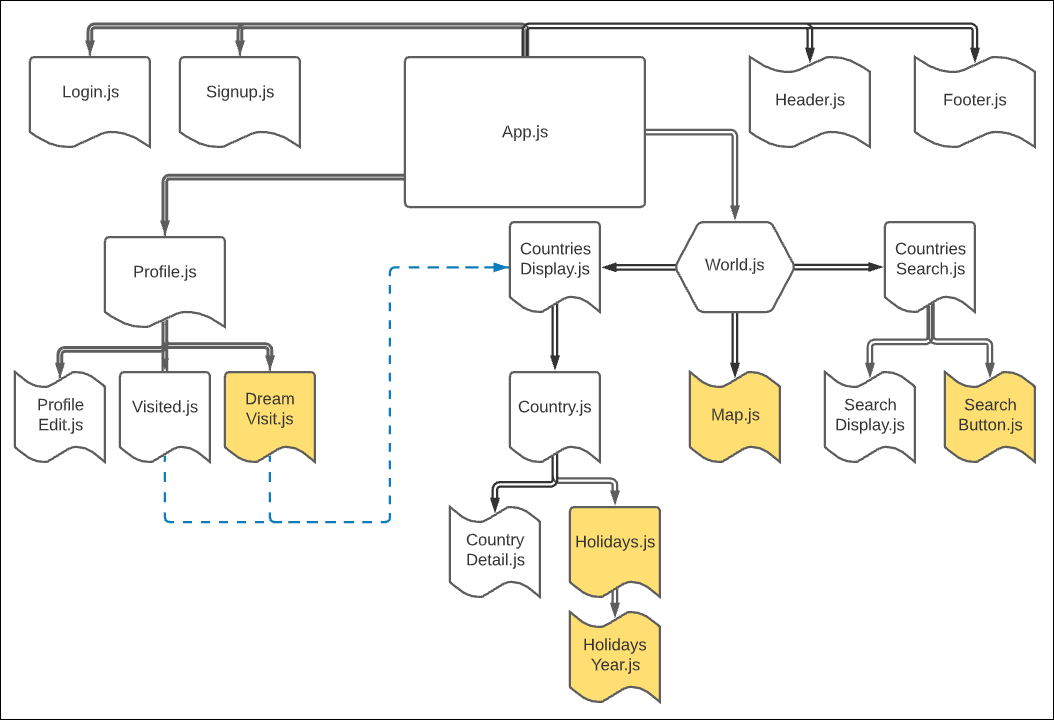 Login.js
Signup.js
App.js
Header.js
Footer.js
Profile.js
Countries
Display.js
World.js
Countries
Search.js
Profile
Edit.js
Visited.js
Dream
Visit.js
Country.js
Map.js
Search
Display.js
Search
Button.js
Country
Detail.js
Holidays.js
Holidays
Year.js